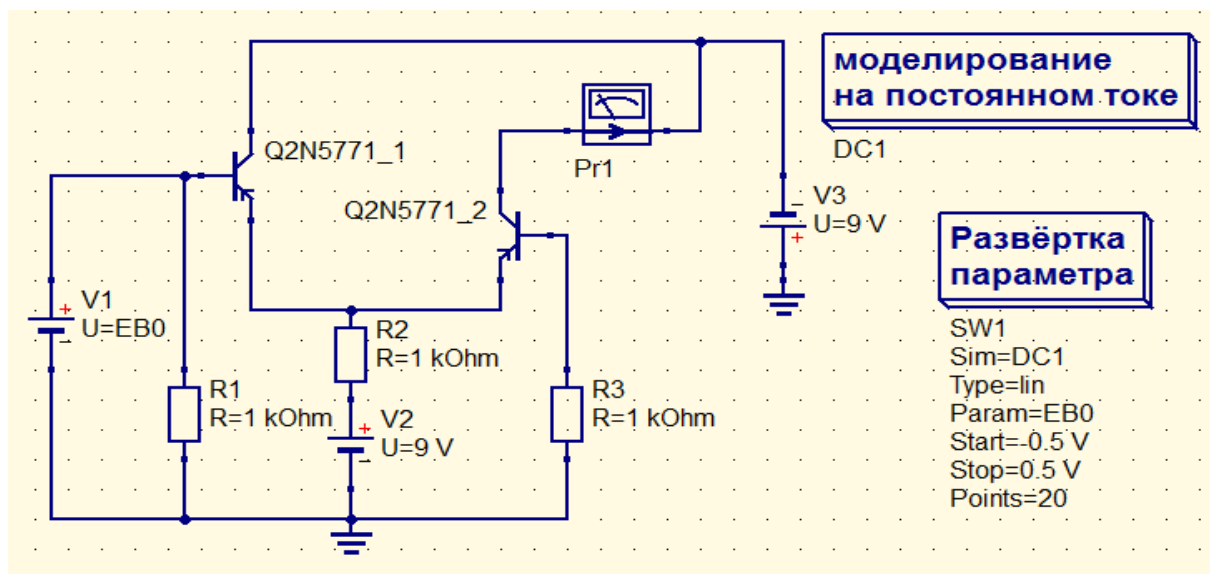 моделирование
на постоянном токе
DC1
Q2N5771_1
Pr1
Q2N5771_2
V3
U=9 V
Развёртка
параметра
SW1
Sim=DC1
Type=lin
Param=EB0
Start=-0.5 V
Stop=0.5 V
Points=20
V1
U=EB0
R2
R=1 kOhm
R1
R=1 kOhm
V2
U=9 V
R3
R=1 kOhm